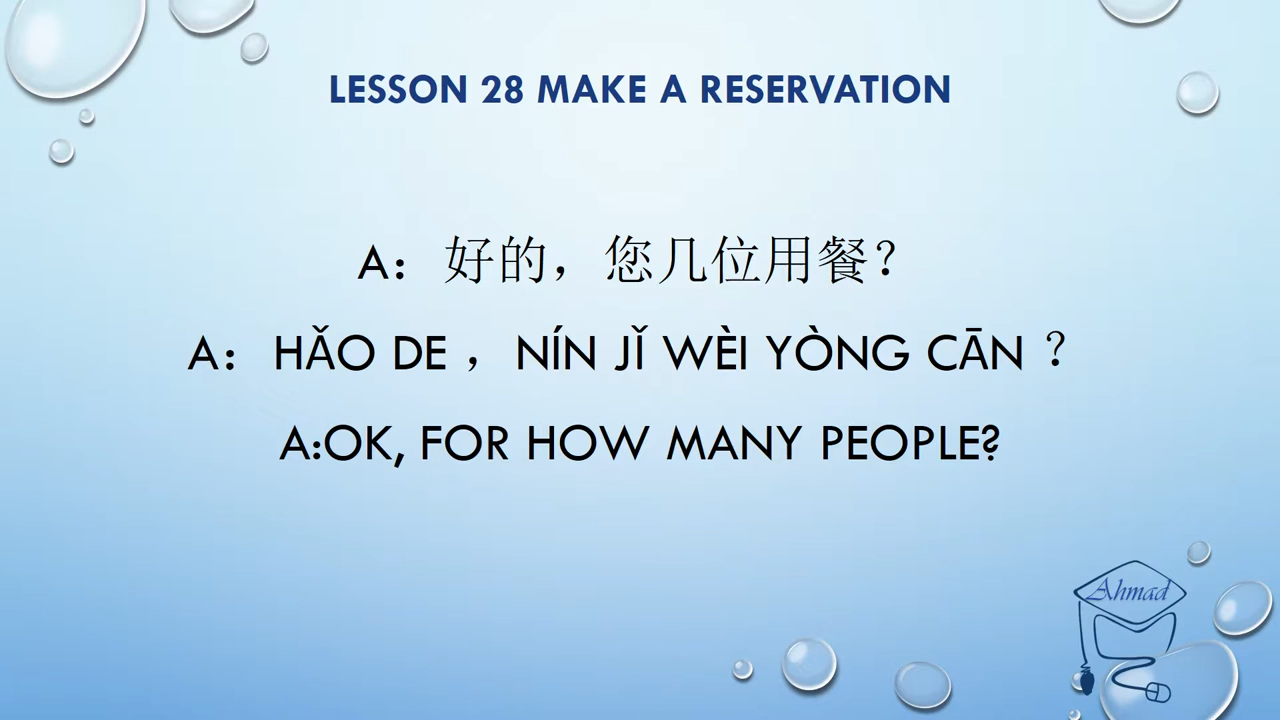 LESSON 28 MAKE A RESERVATION
A：好的，您几位用餐？
A：HǍO DE ，NÍN JǏ WÈI YÒNG CĀN ？
A:OK, FOR HOW MANY PEOPLE?
Ahmad